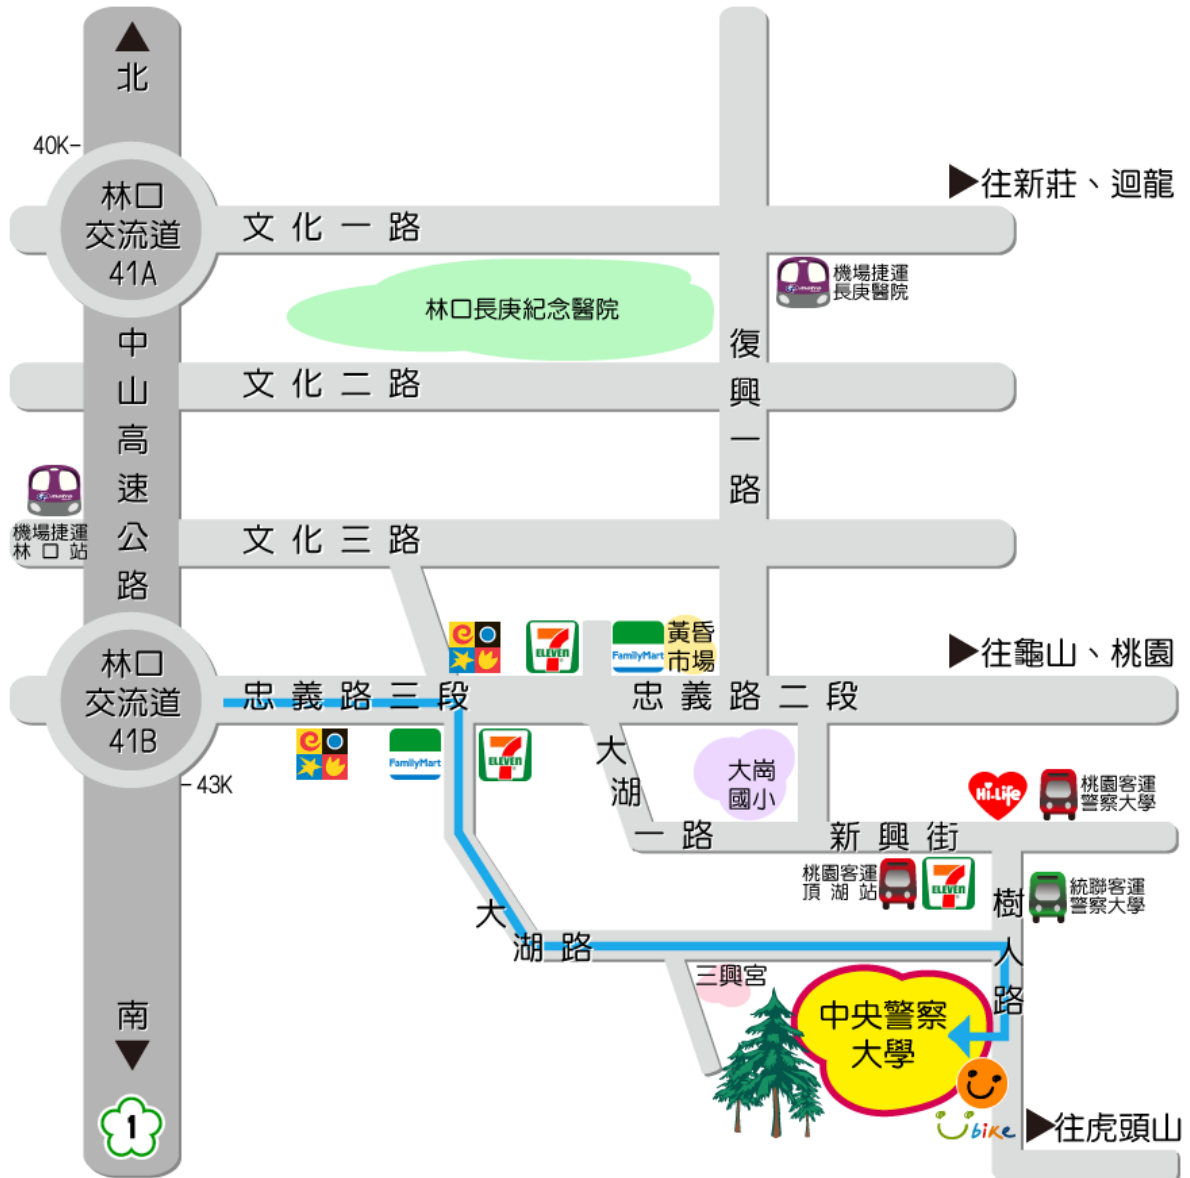 北
40K-
林口
交流道
41A
文化一路
往新莊、迴龍
機場捷運
長庚醫院
林口長庚紀念醫院
中山高速公路
復興一路
文化二路
機場捷運
林口站
文化三路
ELEVEN
FamilyMart
黃昏
市場
往龜山、桃園
林口
交流道
41B
忠義路三段
忠義路二段
FamilyMart
ELEVEN
-43K
大湖一路
大崗
國小
Hi-Life
桃園客運
警察大學
新興街
桃園客運
頂湖站
ELEVEN
樹人路
統聯客運
警察大學
大湖路
三興宮
中央警察
大學
南
1
Ubike
往虎頭山